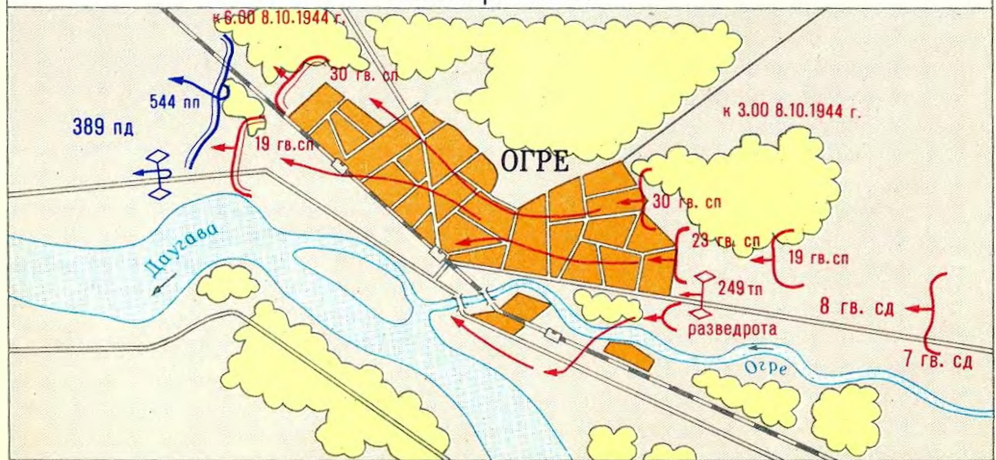 к 6.00 8.10.1944 г.
30 гв. сп
544 пп
389 пд
19 гв.сп
к 3.00 8.10.1944 г.
ОГРЕ
30 гв. сп
23 гв. сп
19 гв.сп
Даугава
249 тп
8 гв. сд
разведрота
7 гв. сд
Огре